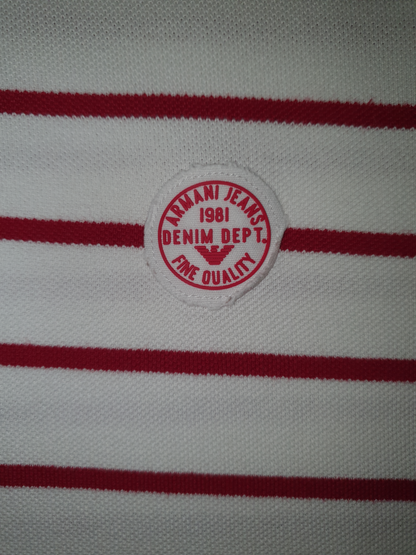 ARMANI JEANS
1981
DENIM DEPT.
FINE QUALITY